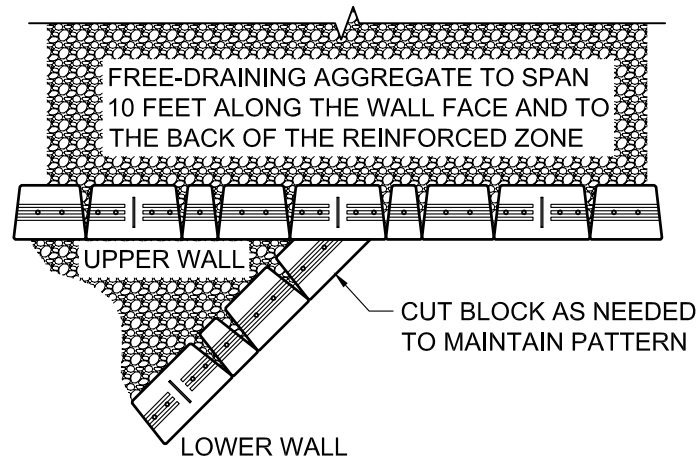 FREE-DRAINING AGGREGATE TO SPAN
10 FEET ALONG THE WALL FACE AND TO
THE BACK OF THE REINFORCED ZONE
UPPER WALL
CUT BLOCK AS NEEDED
TO MAINTAIN PATTERN
LOWER WALL